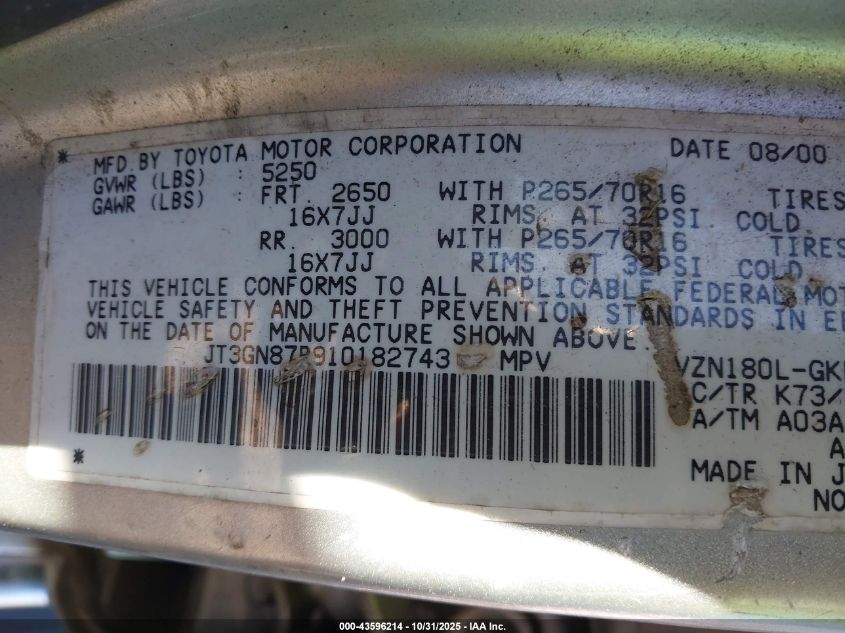 * MFD.BY TOYOTA MOTOR CORPORATION DATE 08/00
GVWR (LBS) : 5250
GAWR (LBS) : FRT. 2650 WITH P265/70R16 TIRES
16X7JJ RIMS, AT 32PSI COLD.
RR. 3000 WITH P265/70R16 TIRES
16X7JJ RIMS, AT 32PSI COLD
THIS VEHICLE CONFORMS TO ALL APPLICABLE FEDERAL MOT
VEHICLE SAFETY AND THEFT PREVENTION STANDARDS IN E
ON THE DATE OF MANUFACTURE SHOWN ABOVE.
JT3GN87R910182743 MPV VZN180L-GK
C/TR K73/
A/TM A03A
A
* MADE IN J
NO
000-43596214 - 10/31/2025 - IAA Inc.